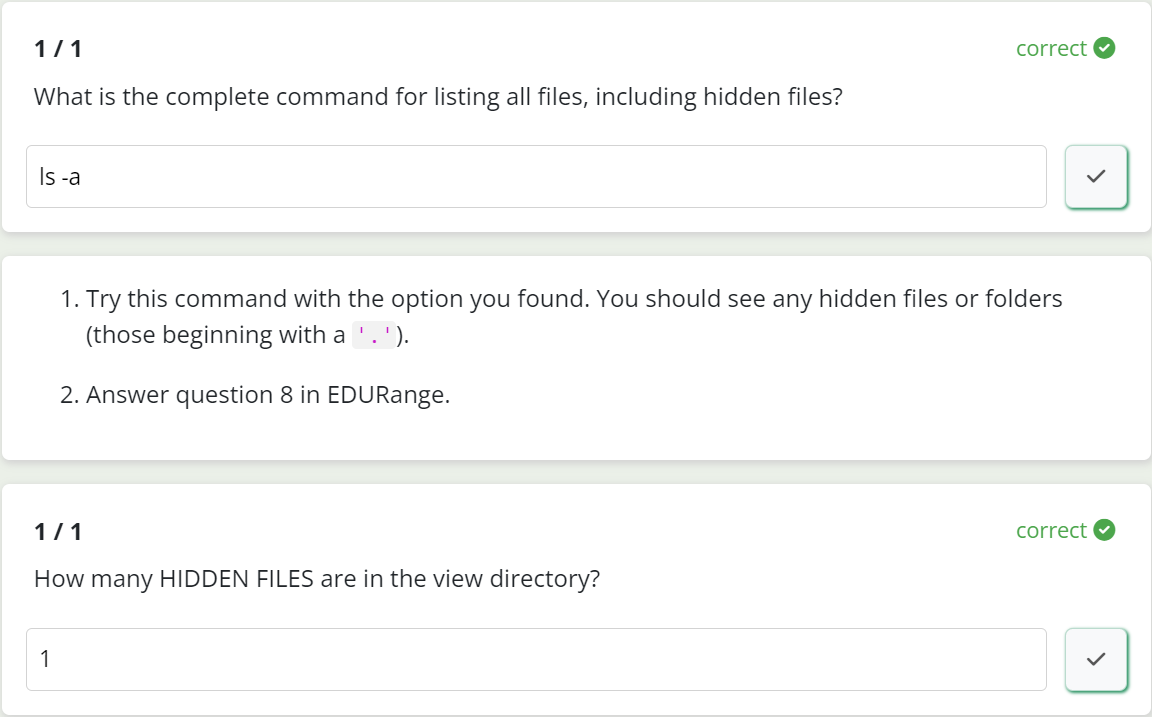 1 / 1
correct
What is the complete command for listing all files, including hidden files?
ls -a
1. Try this command with the option you found. You should see any hidden files or folders
(those beginning with a '.').
2. Answer question 8 in EDURange.
1 / 1
correct
How many HIDDEN FILES are in the view directory?
1